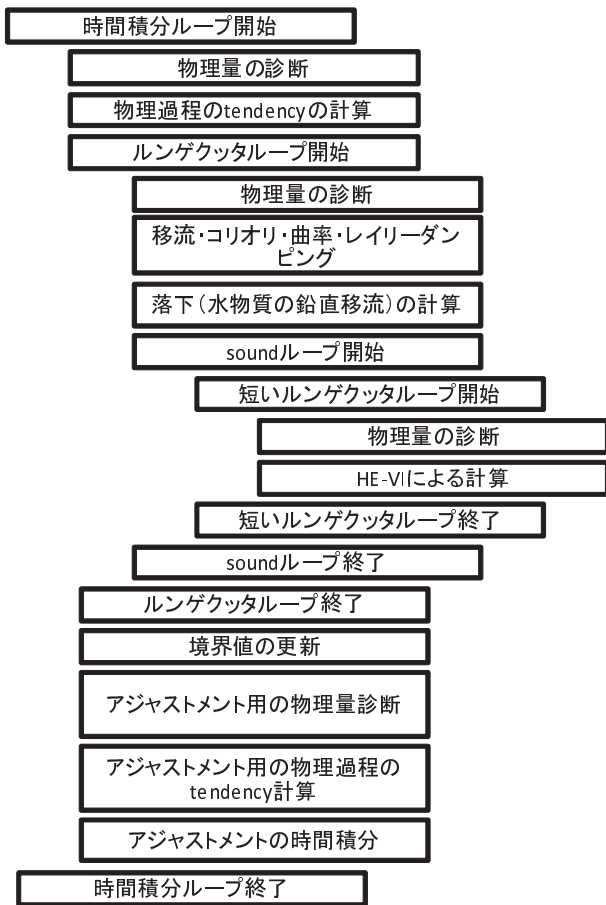 時間積分ループ開始
物理量の診断
物理過程のtendencyの計算
ルンゲクッタループ開始
物理量の診断
移流・コリオリ・曲率・レイリーダン
ピング
落下（水物質の鉛直移流）の計算
soundループ開始
短いルンゲクッタループ開始
物理量の診断
HE-VIによる計算
短いルンゲクッタループ終了
soundループ終了
ルンゲクッタループ終了
境界値の更新
アジャストメント用の物理量診断
アジャストメント用の物理過程の
tendency計算
アジャストメントの時間積分
時間積分ループ終了